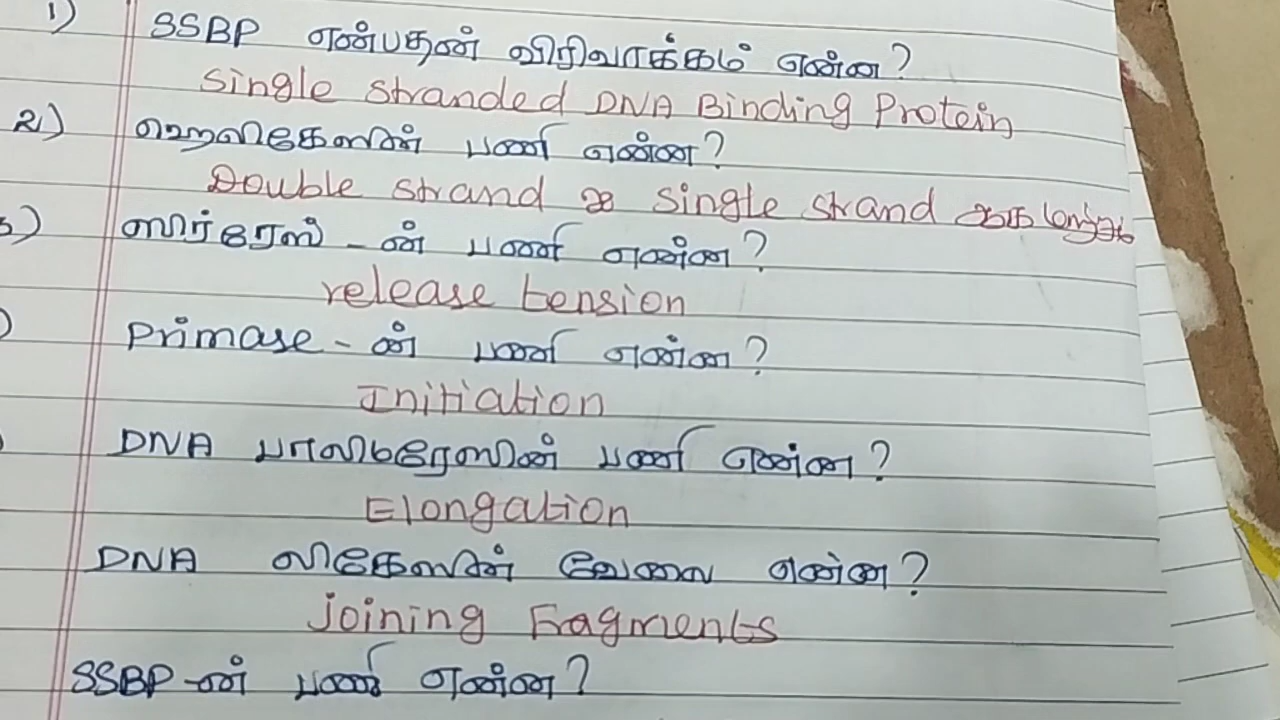 1) SSBP என்பதன் விரிவாக்கம் என்ன?
Single stranded DNA Binding Protein
2) ஹெலிகேஸின் பணி என்ன?
Double strand ஐ single strand ஆக மாற்று
3) ஸிர்ரேஸ் - ன் பணி என்ன?
release tension
Primase - ன் பணி என்ன?
Initiation
DNA பாலிமரேஸின் பணி என்ன?
Elongation
DNA லிகேஸின் வேலை என்ன?
joining Fragments
SSBP - ன் பணி என்ன?